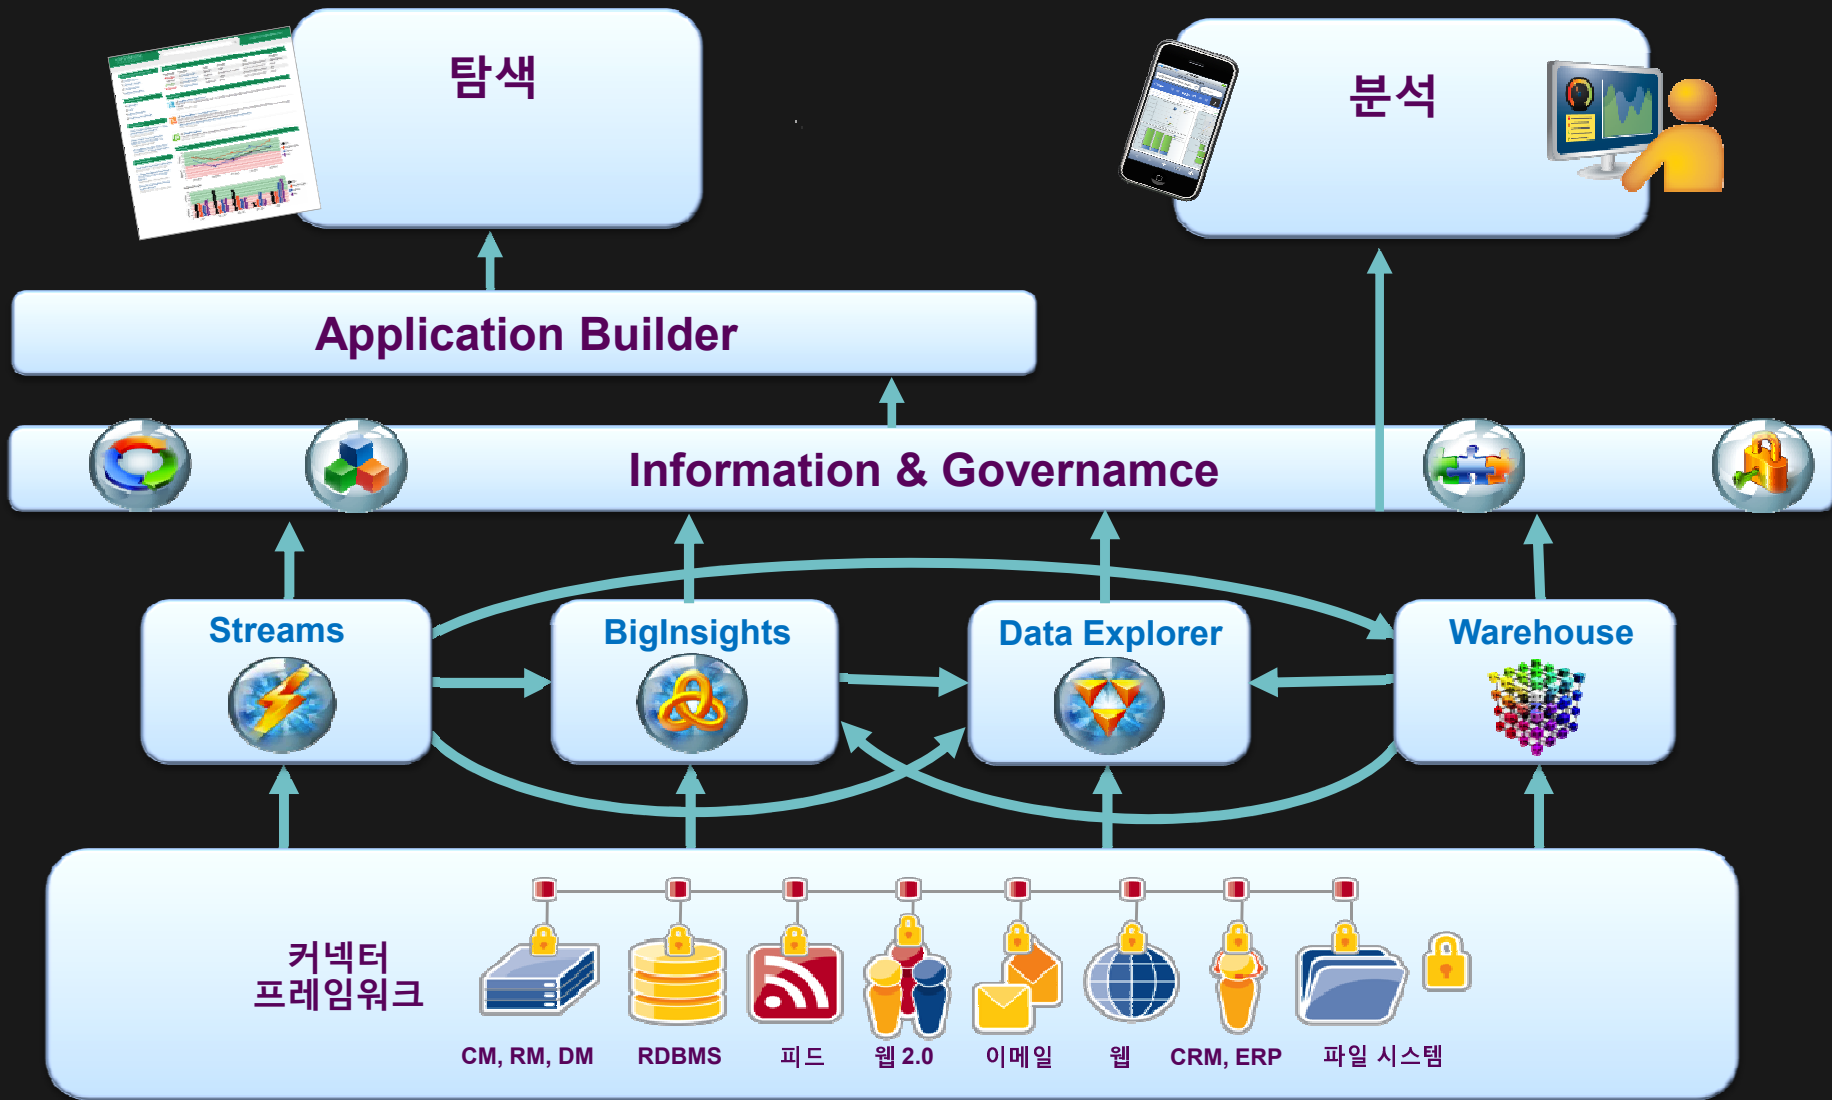 탐색
분석
Application Builder
Information & Governamce
Streams
BigInsights
Data Explorer
Warehouse
커넥터
프레임워크
CM, RM, DM
RDBMS
피드
웹 2.0
이메일
웹
CRM, ERP
파일 시스템